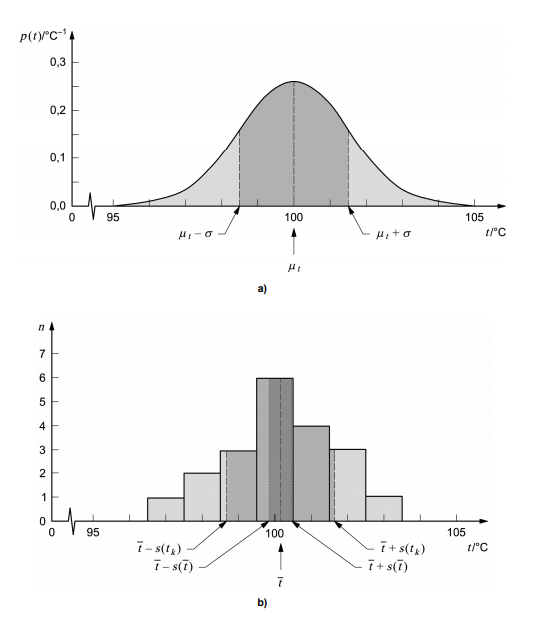 p(t)/°C⁻¹
0,3
0,2
0,1
0,0
0 95 100 105
μₜ − σ μₜ + σ t/°C
μₜ
a)
n
7
6
5
4
3
2
1
0
0 95 100 105
t̅ − s(tₖ) t̅ + s(tₖ) t/°C
t̅ − s(t̅) t̅ + s(t̅)
t̅
b)